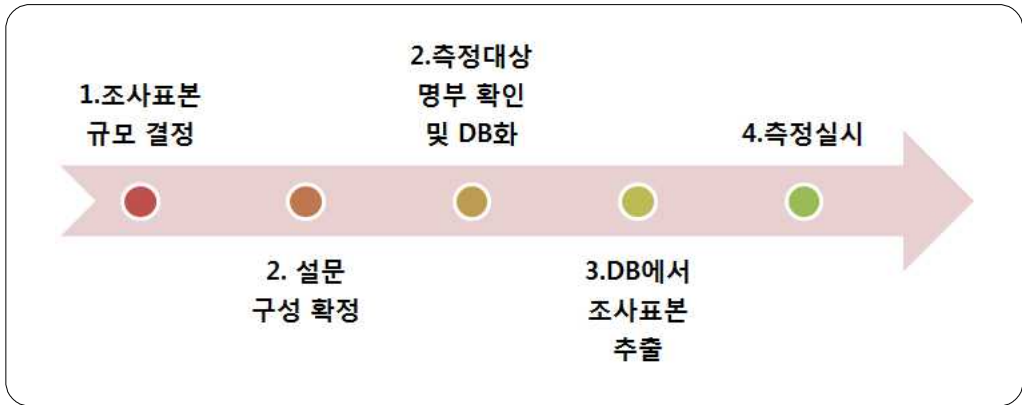 1.조사표본
규모 결정
2. 설문
구성 확정
2.측정대상
명부 확인
및 DB화
3.DB에서
조사표본
추출
4.측정실시